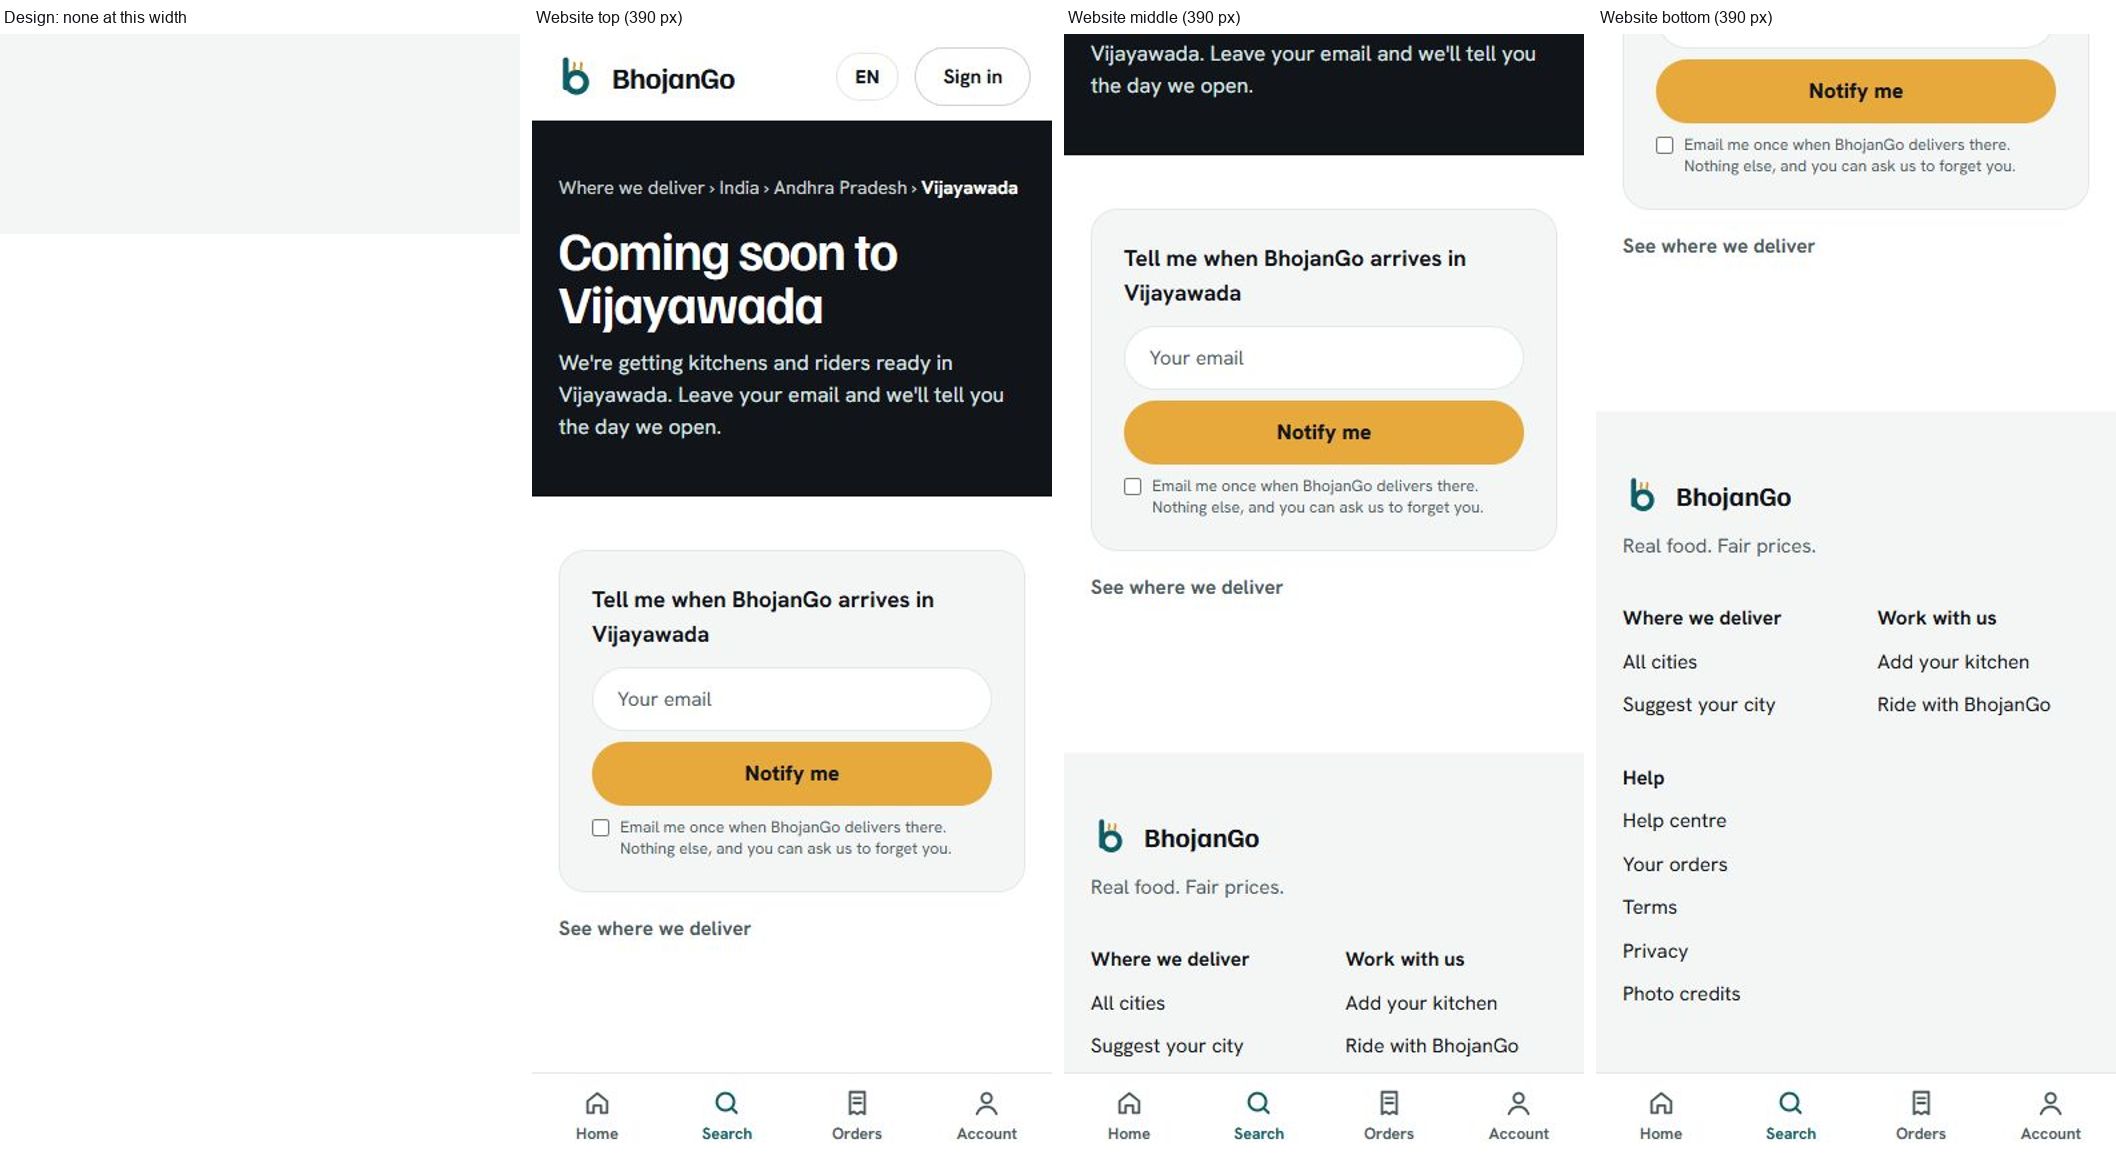 Design: none at this width
Website top (390 px)
BhojanGo
EN
Sign in
Where we deliver › India › Andhra Pradesh › Vijayawada
Coming soon to
Vijayawada
We're getting kitchens and riders ready in
Vijayawada. Leave your email and we'll tell you
the day we open.
Tell me when BhojanGo arrives in
Vijayawada
Your email
Notify me
Email me once when BhojanGo delivers there.
Nothing else, and you can ask us to forget you.
See where we deliver
Home
Search
Orders
Account
Website middle (390 px)
Vijayawada. Leave your email and we'll tell you
the day we open.
Tell me when BhojanGo arrives in
Vijayawada
Your email
Notify me
Email me once when BhojanGo delivers there.
Nothing else, and you can ask us to forget you.
See where we deliver
BhojanGo
Real food. Fair prices.
Where we deliver
All cities
Suggest your city
Work with us
Add your kitchen
Ride with BhojanGo
Home
Search
Orders
Account
Website bottom (390 px)
Notify me
Email me once when BhojanGo delivers there.
Nothing else, and you can ask us to forget you.
See where we deliver
BhojanGo
Real food. Fair prices.
Where we deliver
All cities
Suggest your city
Work with us
Add your kitchen
Ride with BhojanGo
Help
Help centre
Your orders
Terms
Privacy
Photo credits
Home
Search
Orders
Account